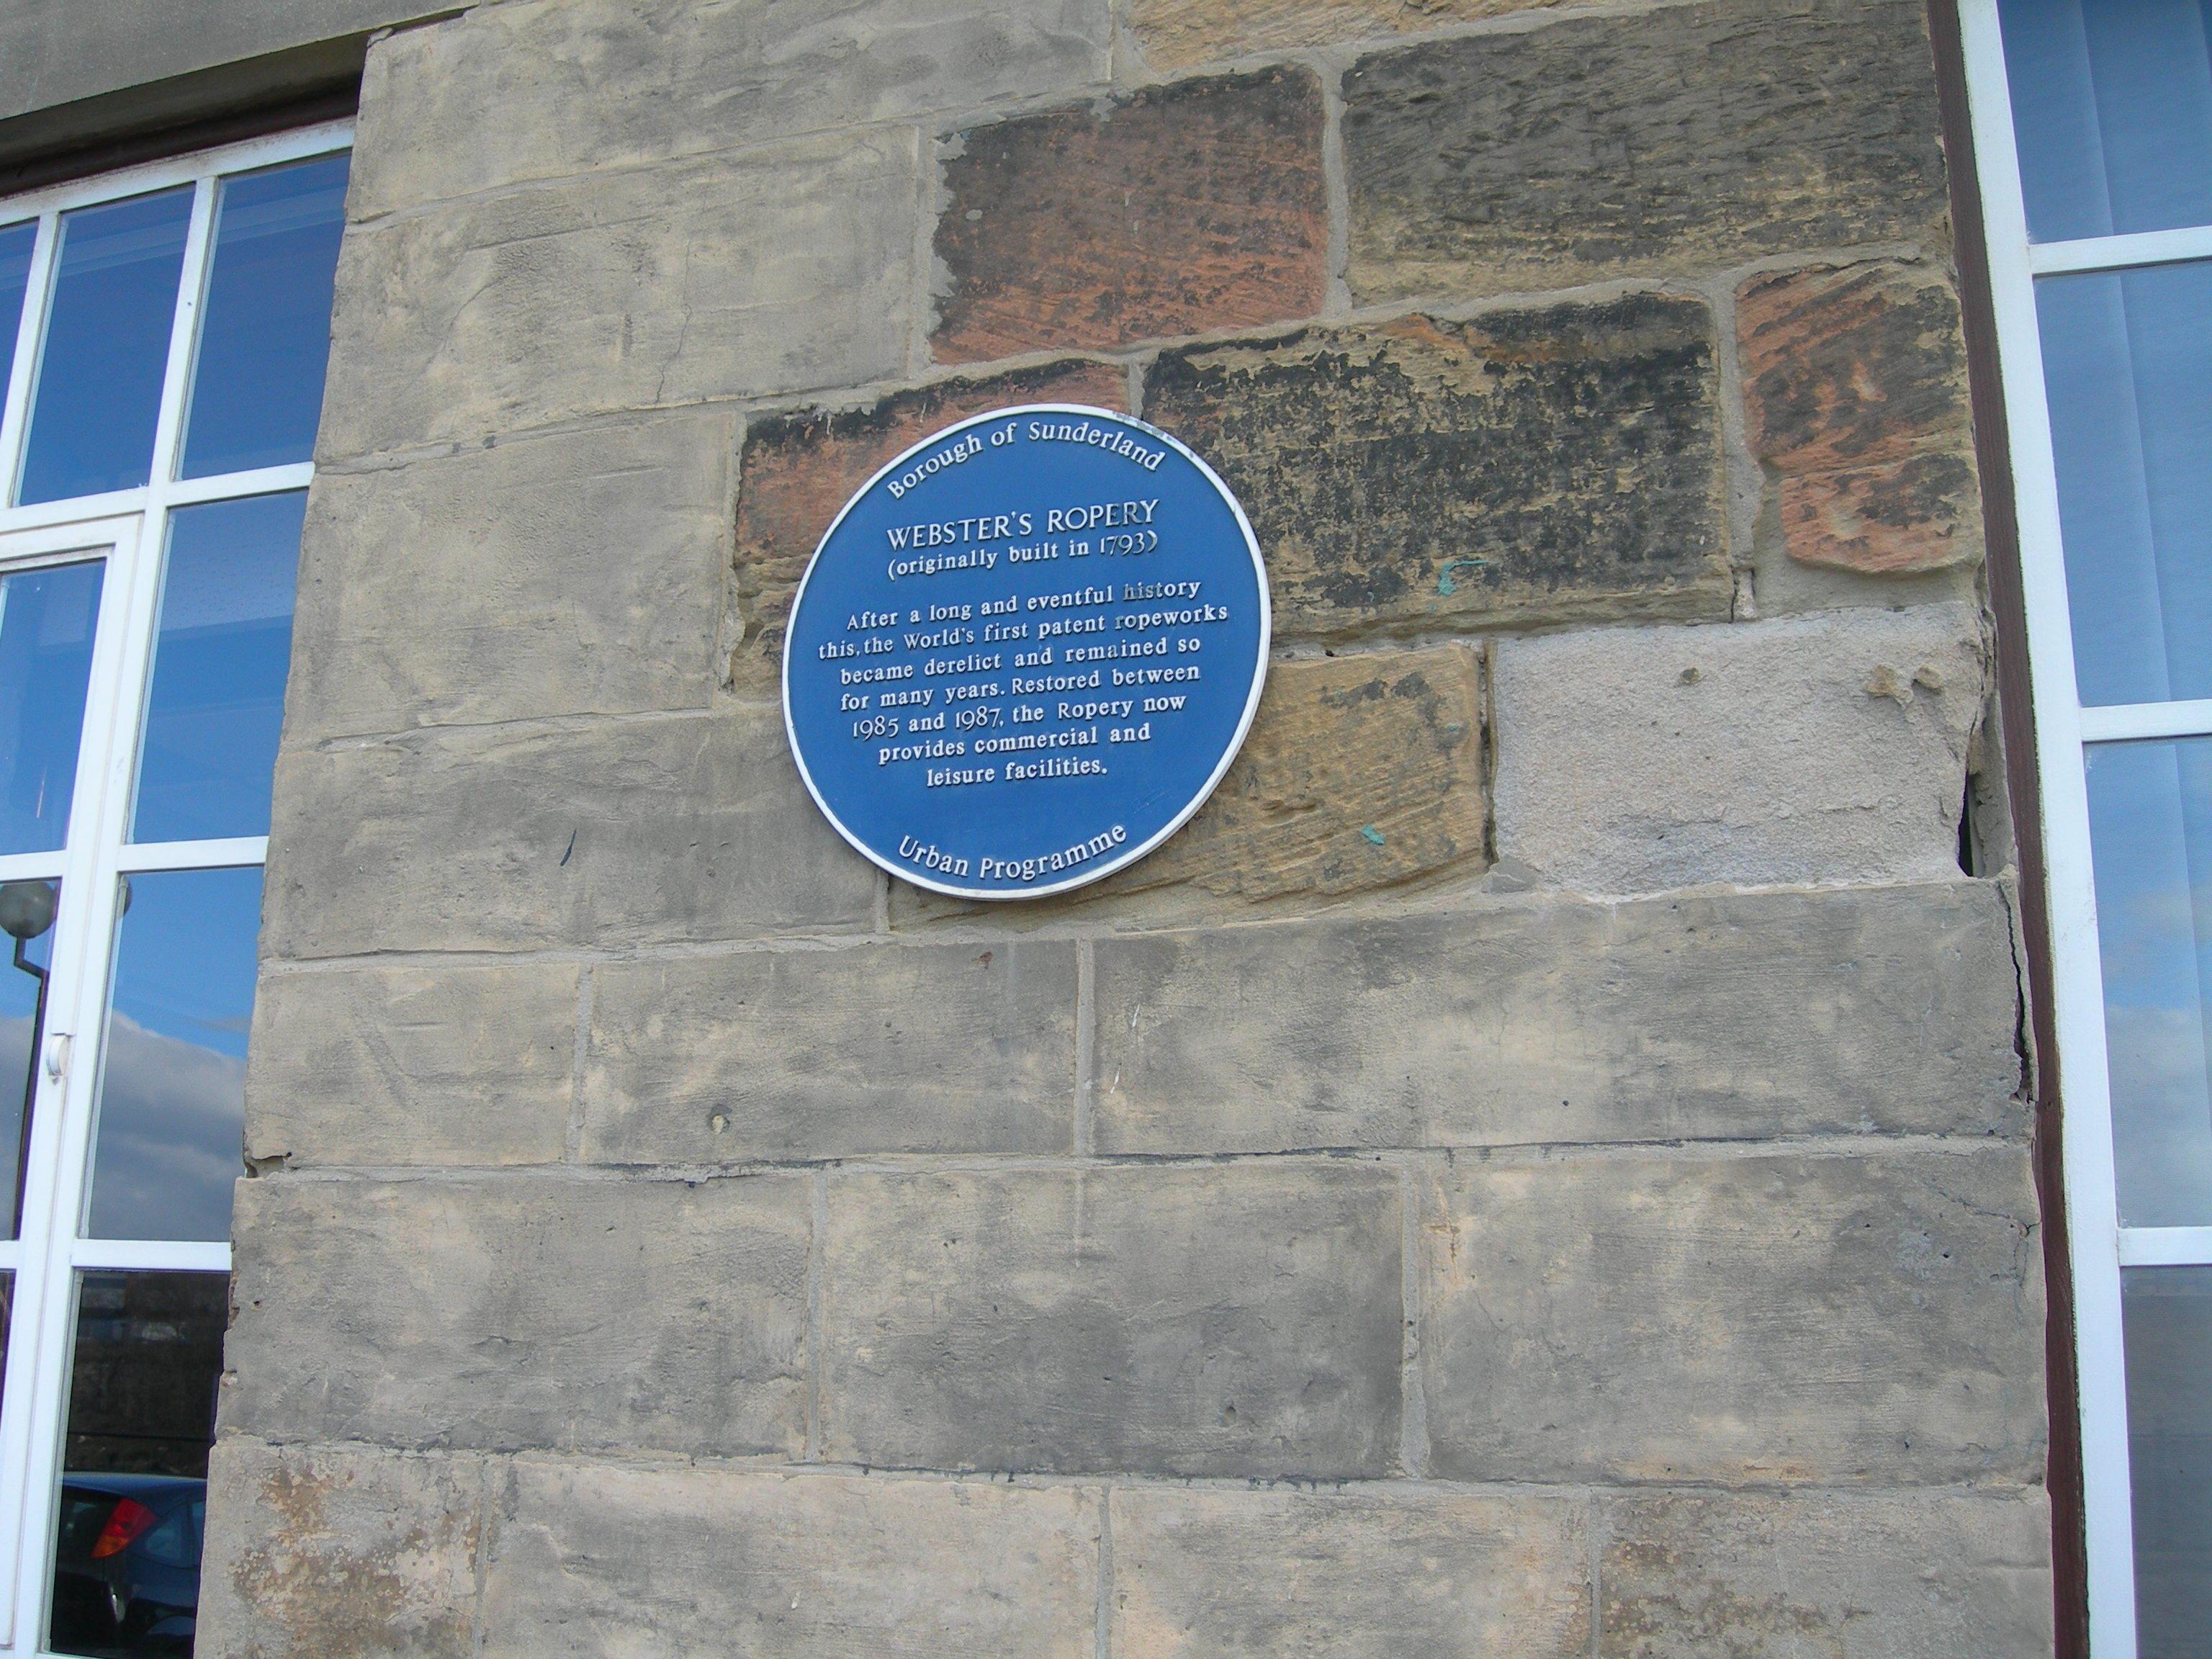 Borough of Sunderland
WEBSTER'S ROPERY
(originally built in 1793)
After a long and eventful history
this, the World's first patent ropeworks
became derelict and remained so
for many years. Restored between
1985 and 1987, the Ropery now
provides commercial and
leisure facilities.
Urban Programme